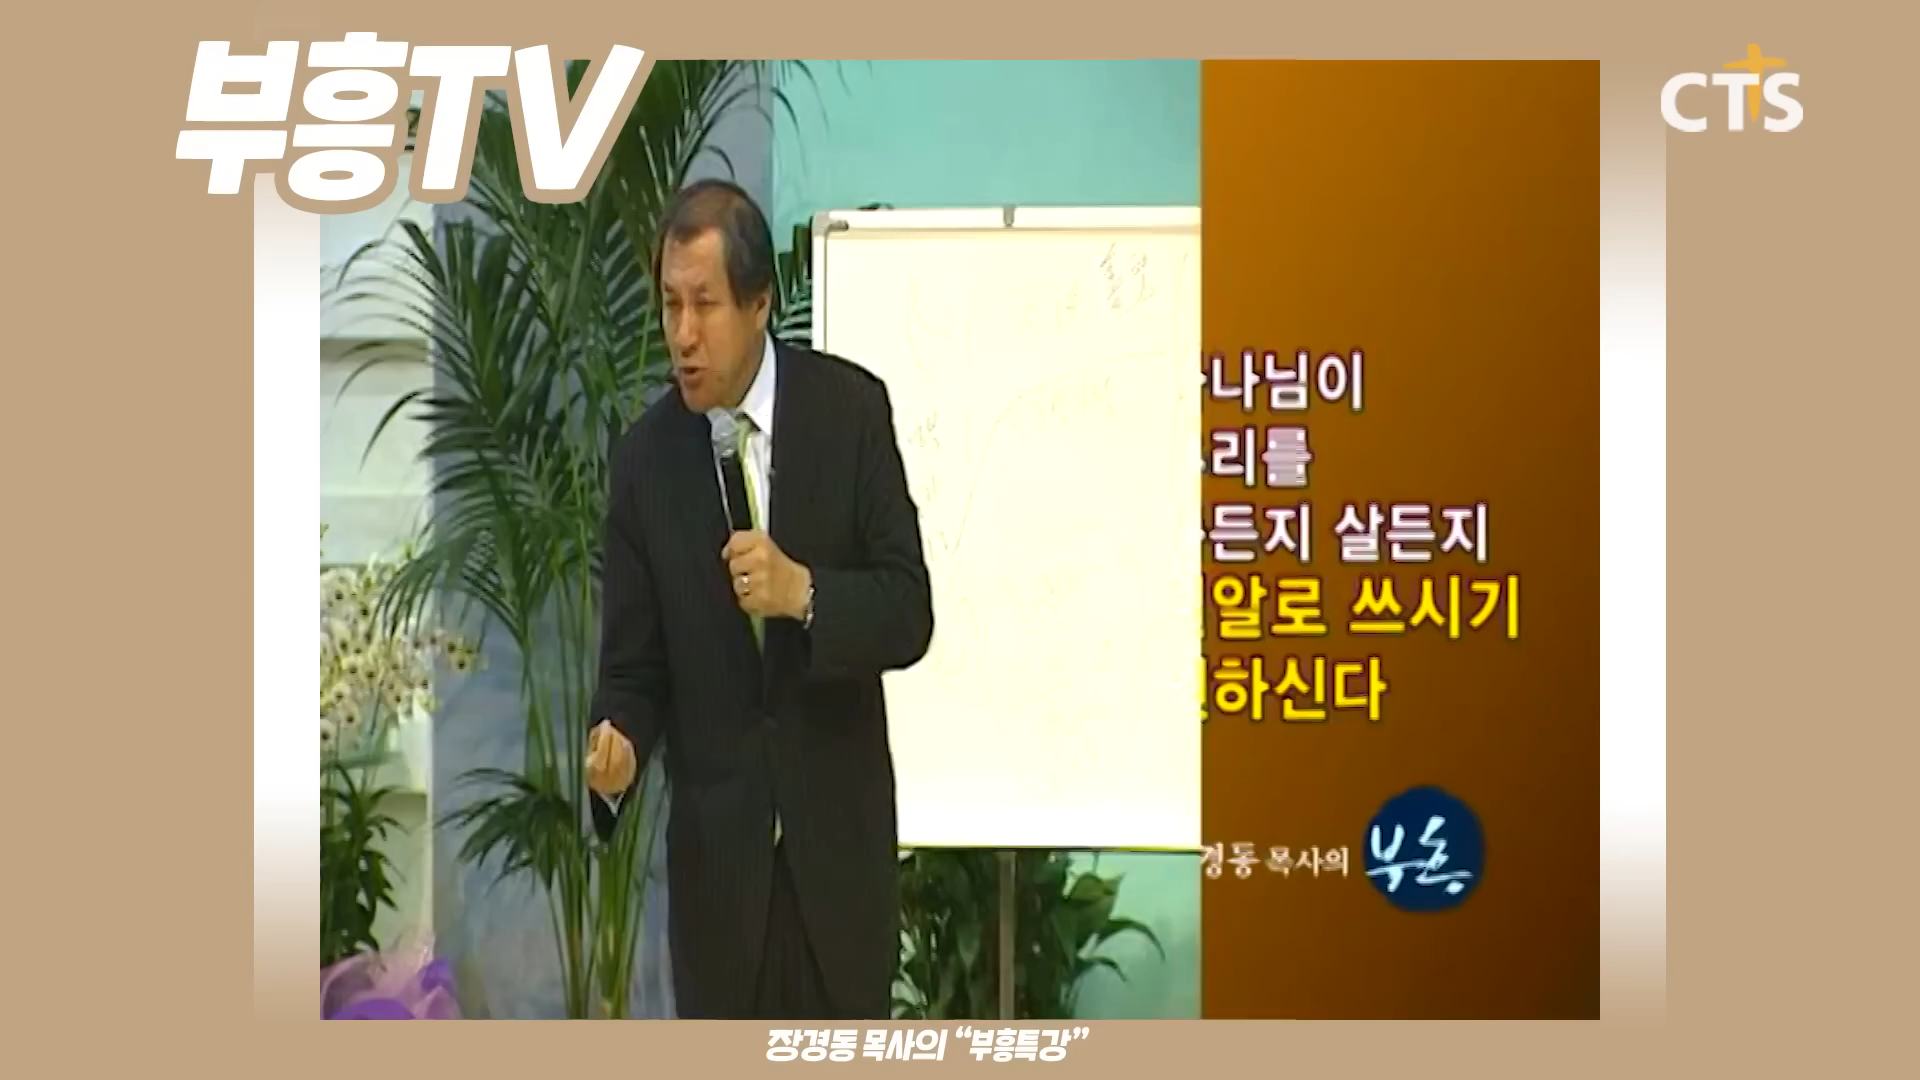 부흥TV
CTS
나님이
리를
든지 살든지
알로 쓰시기
하신다
경동 목사의 부흥
장경동 목사의 “부흥특강”